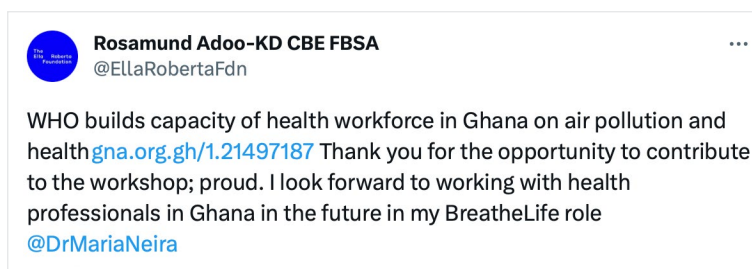 The
Ella Roberta
Foundation
Rosamund Adoo-KD CBE FBSA
@EllaRobertaFdn
WHO builds capacity of health workforce in Ghana on air pollution and
health gna.org.gh/1.21497187 Thank you for the opportunity to contribute
to the workshop; proud. I look forward to working with health
professionals in Ghana in the future in my BreatheLife role
@DrMariaNeira